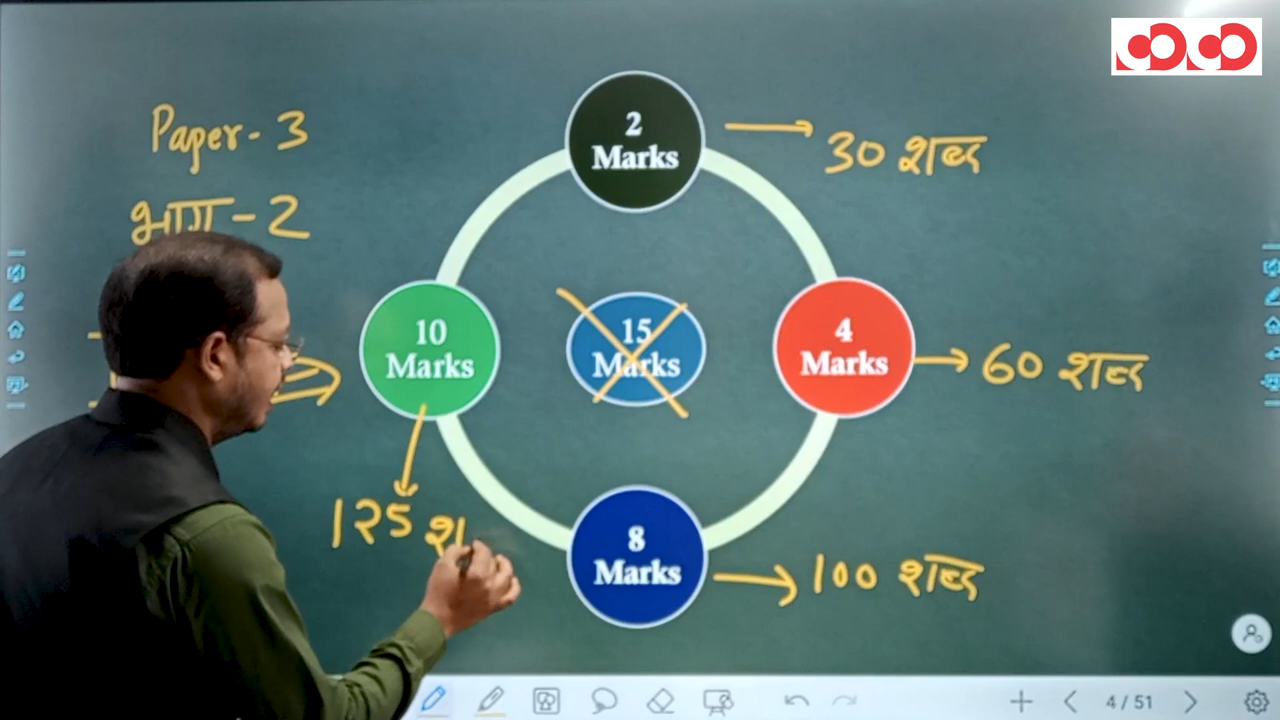 Paper-3
भाग-2
2
Marks
→ 30 शब्द
10
Marks
15
Marks
4
Marks
→ 60 शब्द
125 श
8
Marks
→ 100 शब्द
4 / 51